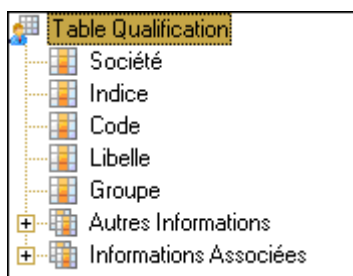 Table Qualification
Société
Indice
Code
Libelle
Groupe
Autres Informations
Informations Associées